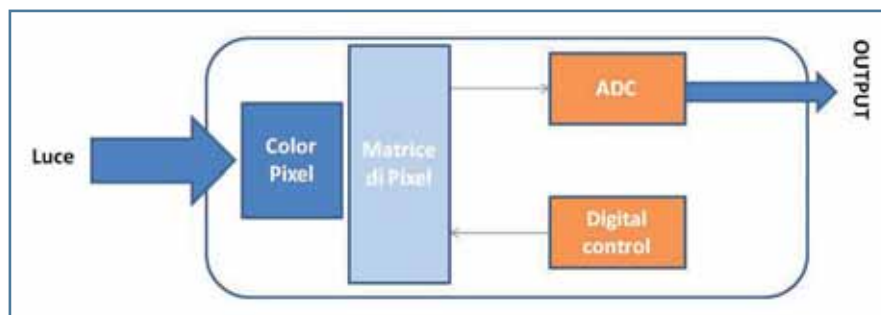 Luce
Color
Pixel
Matrice
di Pixel
ADC
Digital
control
OUTPUT